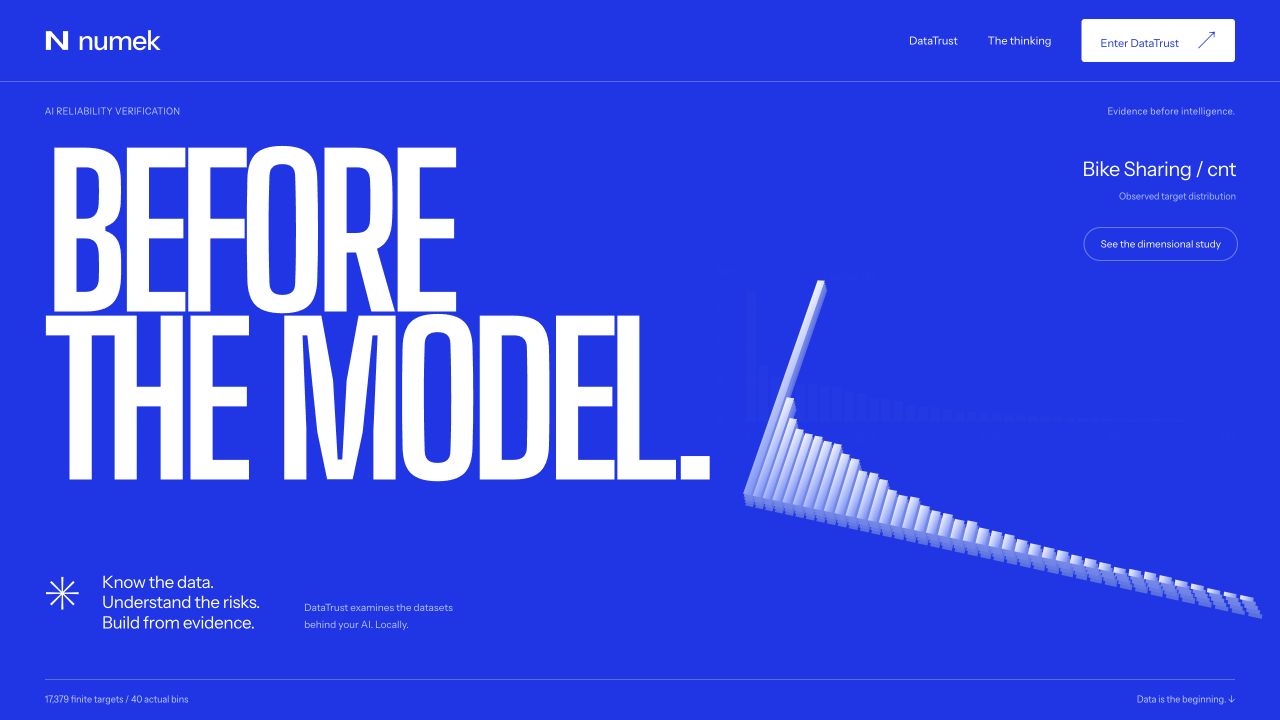 N numek
DataTrust
The thinking
Enter DataTrust
AI RELIABILITY VERIFICATION
Evidence before intelligence.
BEFORE
THE MODEL.
Bike Sharing / cnt
Observed target distribution
See the dimensional study
Know the data.
Understand the risks.
Build from evidence.
DataTrust examines the datasets
behind your AI. Locally.
17,379 finite targets / 40 actual bins
Data is the beginning. ↓